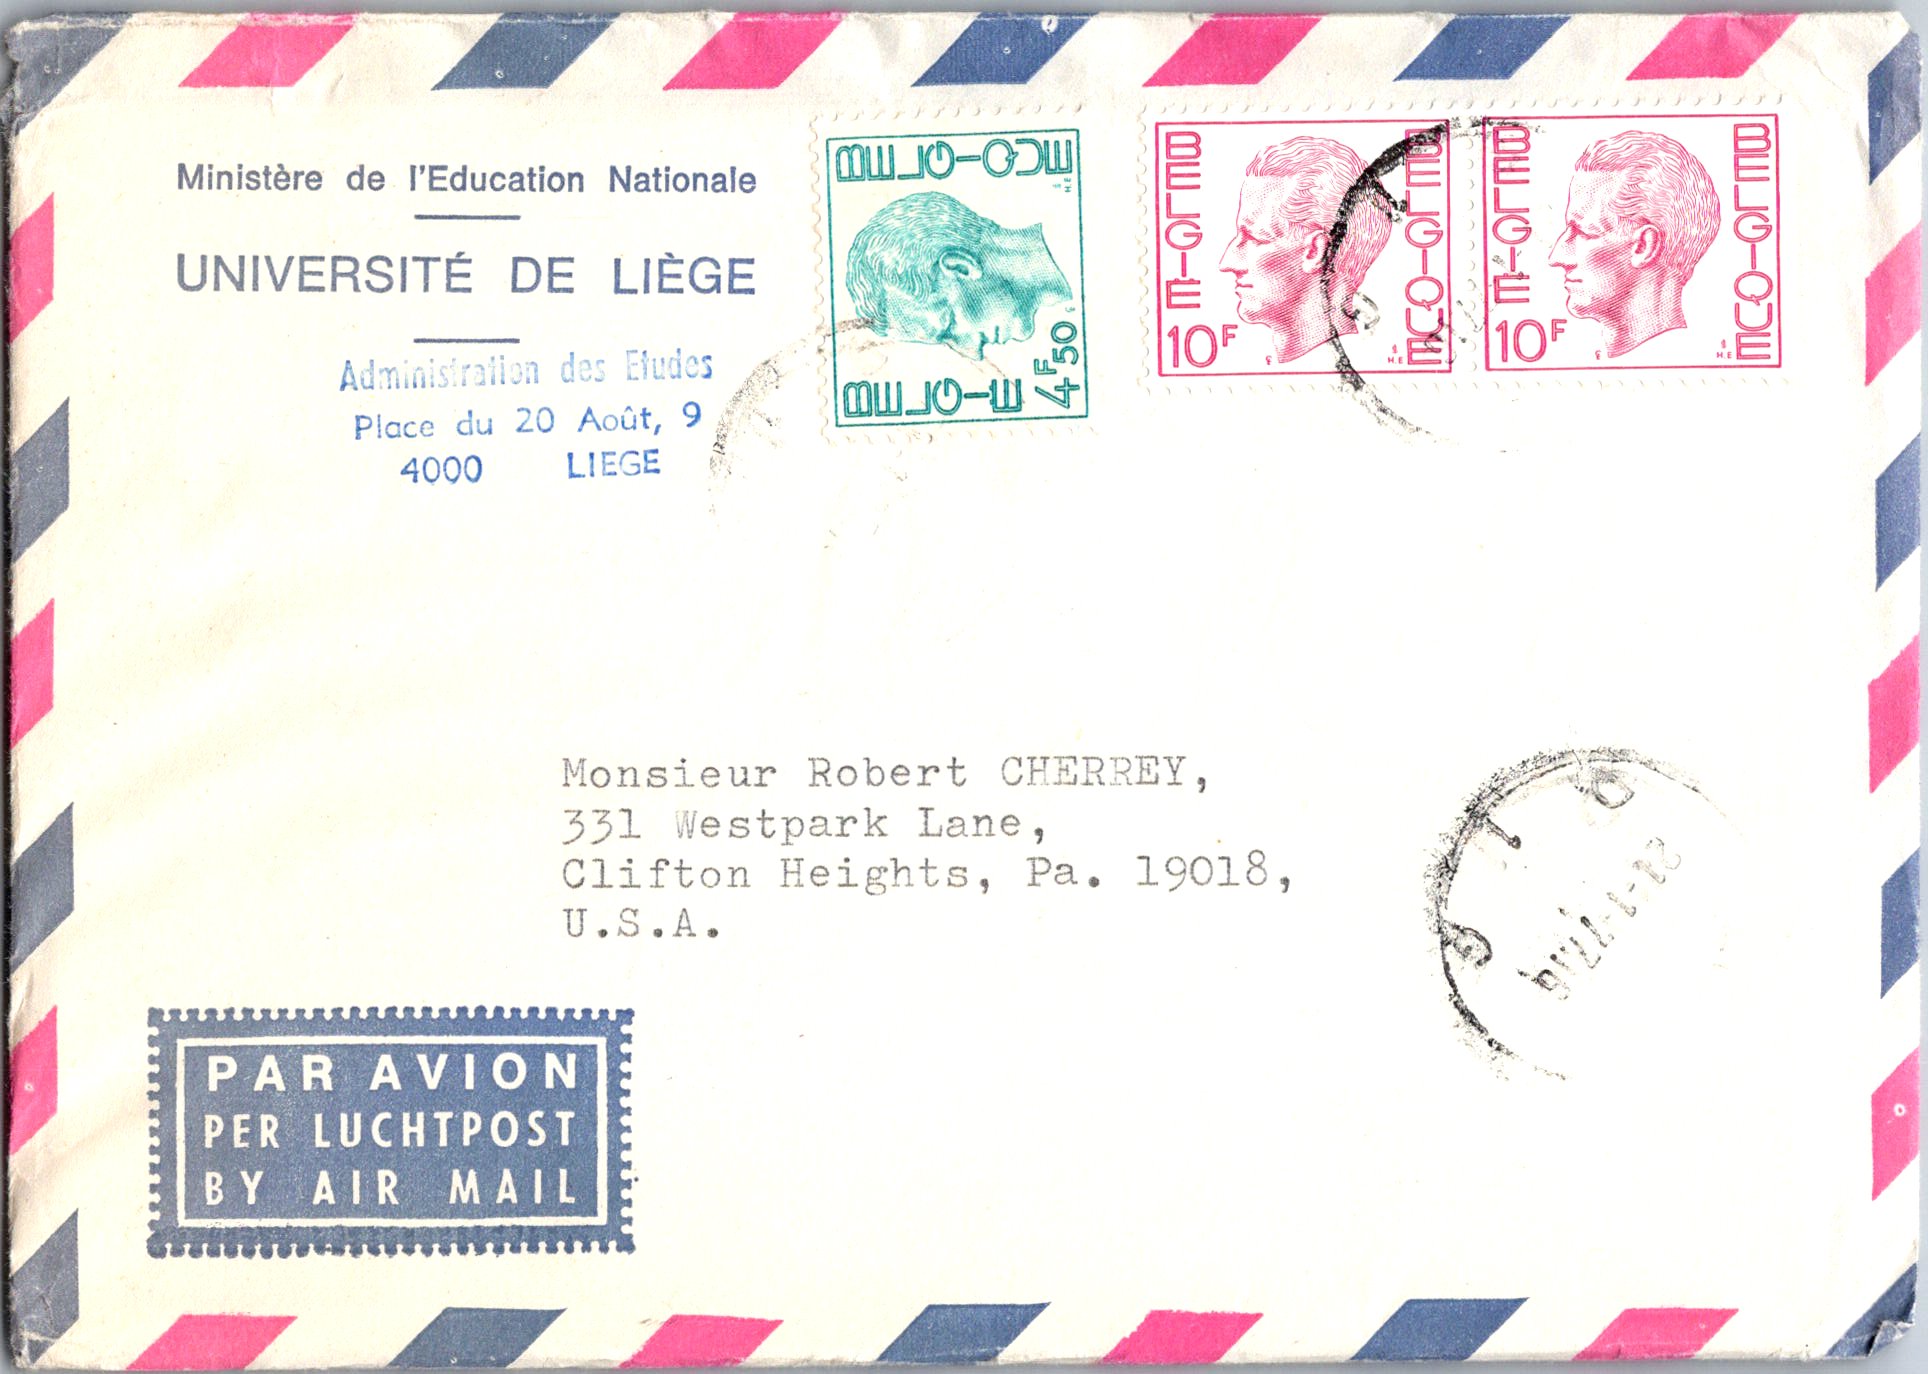 Ministère de l'Education Nationale
UNIVERSITÉ DE LIÈGE
Administration des Etudes
Place du 20 Août, 9
4000 LIEGE
BELGIQUE
BELGIË
4F50
BELGIË
10F
BELGIQUE
H.E
BELGIË
10F
BELGIQUE
H.E
Monsieur Robert CHERREY,
331 Westpark Lane,
Clifton Heights, Pa. 19018,
U.S.A.
PAR AVION
PER LUCHTPOST
BY AIR MAIL